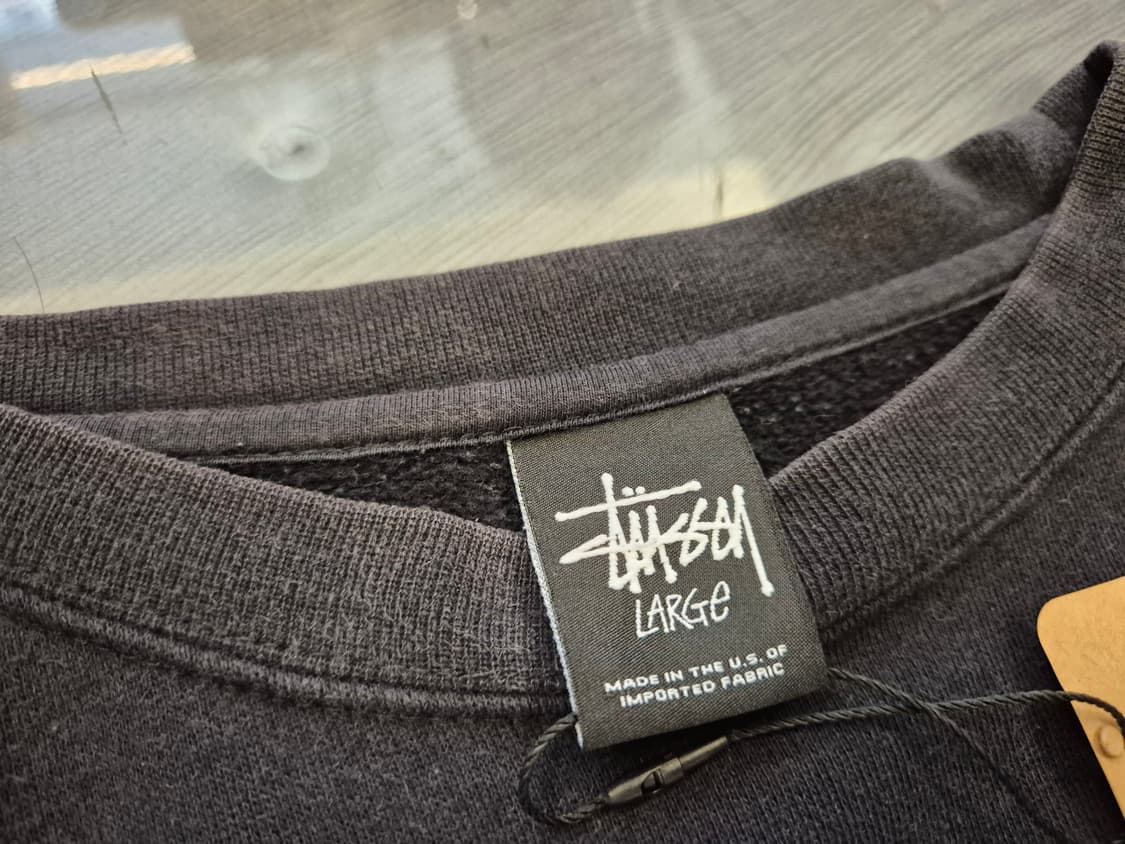 Stüssy
LARGE
MADE IN THE U.S. OF
IMPORTED FABRIC